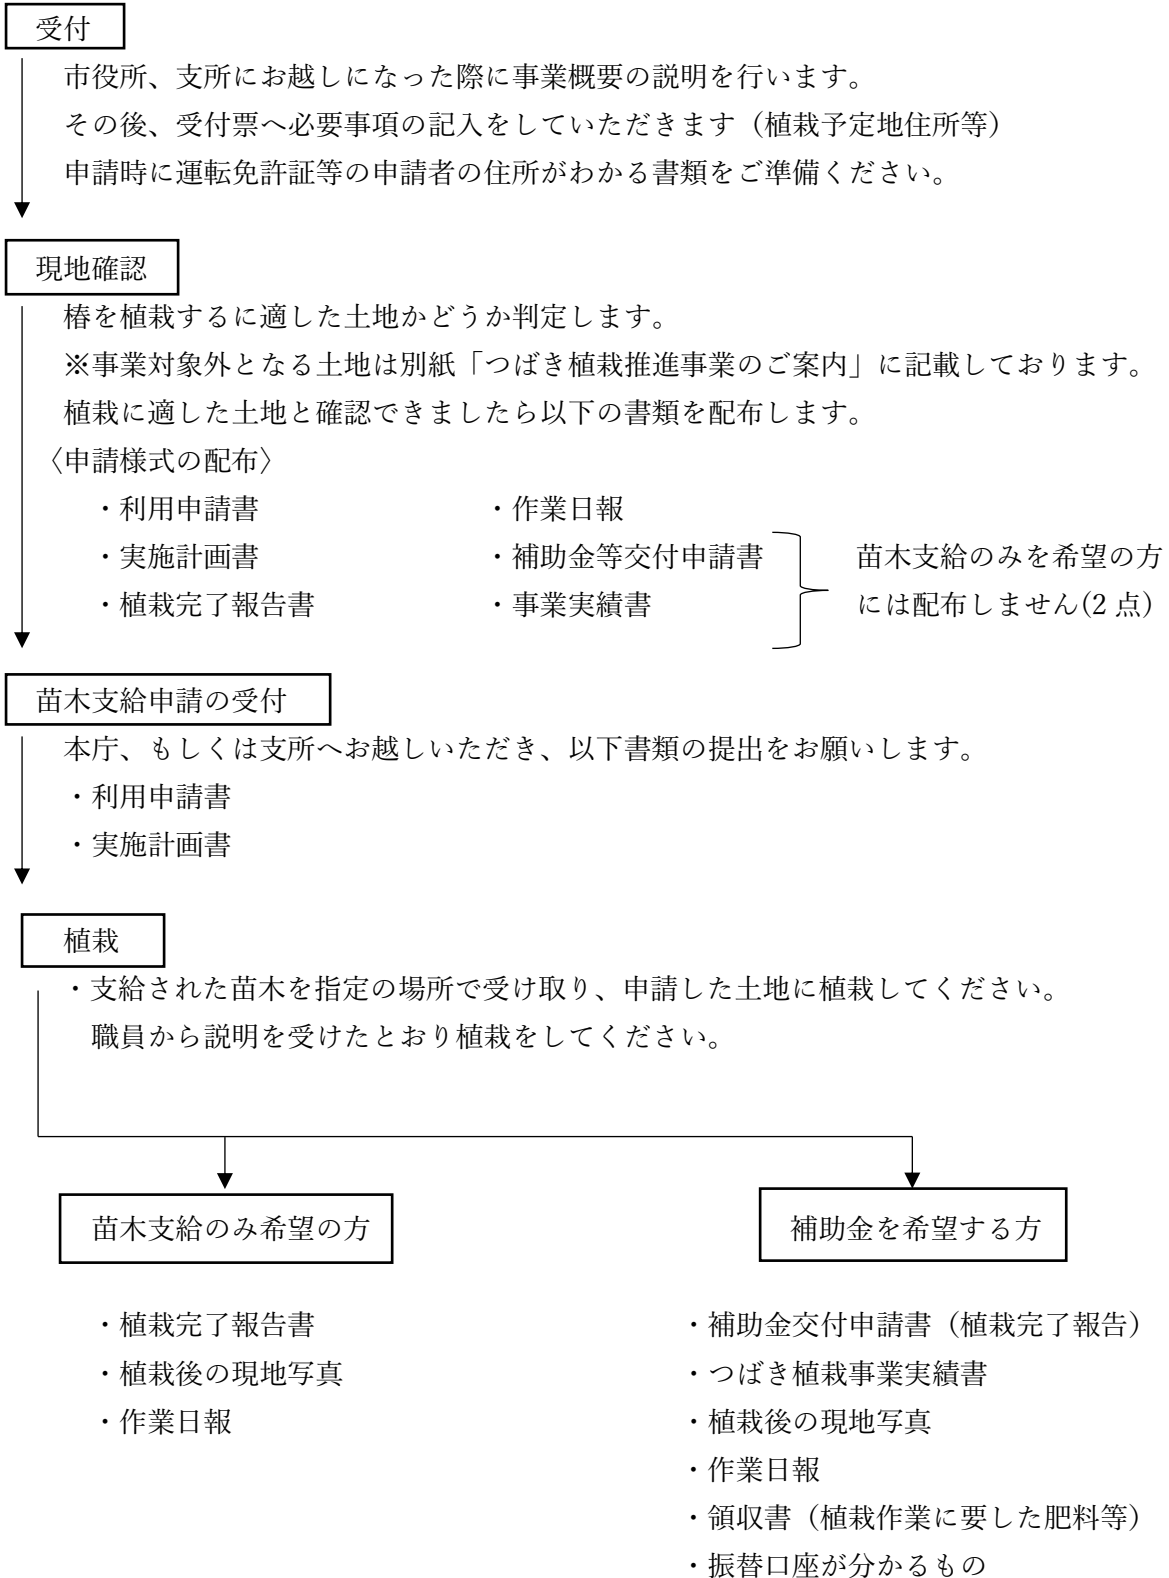 受付
市役所、支所にお越しになった際に事業概要の説明を行います。
その後、受付票へ必要事項の記入をしていただきます（植栽予定地住所等）
申請時に運転免許証等の申請者の住所がわかる書類をご準備ください。
現地確認
椿を植栽するに適した土地かどうか判定します。
※事業対象外となる土地は別紙「つばき植栽推進事業のご案内」に記載しております。
植栽に適した土地と確認できましたら以下の書類を配布します。
〈申請様式の配布〉
・利用申請書
・実施計画書
・植栽完了報告書
・作業日報
・補助金等交付申請書
・事業実績書
苗木支給のみを希望の方
には配布しません(2 点)
苗木支給申請の受付
本庁、もしくは支所へお越しいただき、以下書類の提出をお願いします。
・利用申請書
・実施計画書
植栽
・支給された苗木を指定の場所で受け取り、申請した土地に植栽してください。
職員から説明を受けたとおり植栽をしてください。
苗木支給のみ希望の方
・植栽完了報告書
・植栽後の現地写真
・作業日報
補助金を希望する方
・補助金交付申請書（植栽完了報告）
・つばき植栽事業実績書
・植栽後の現地写真
・作業日報
・領収書（植栽作業に要した肥料等）
・振替口座が分かるもの